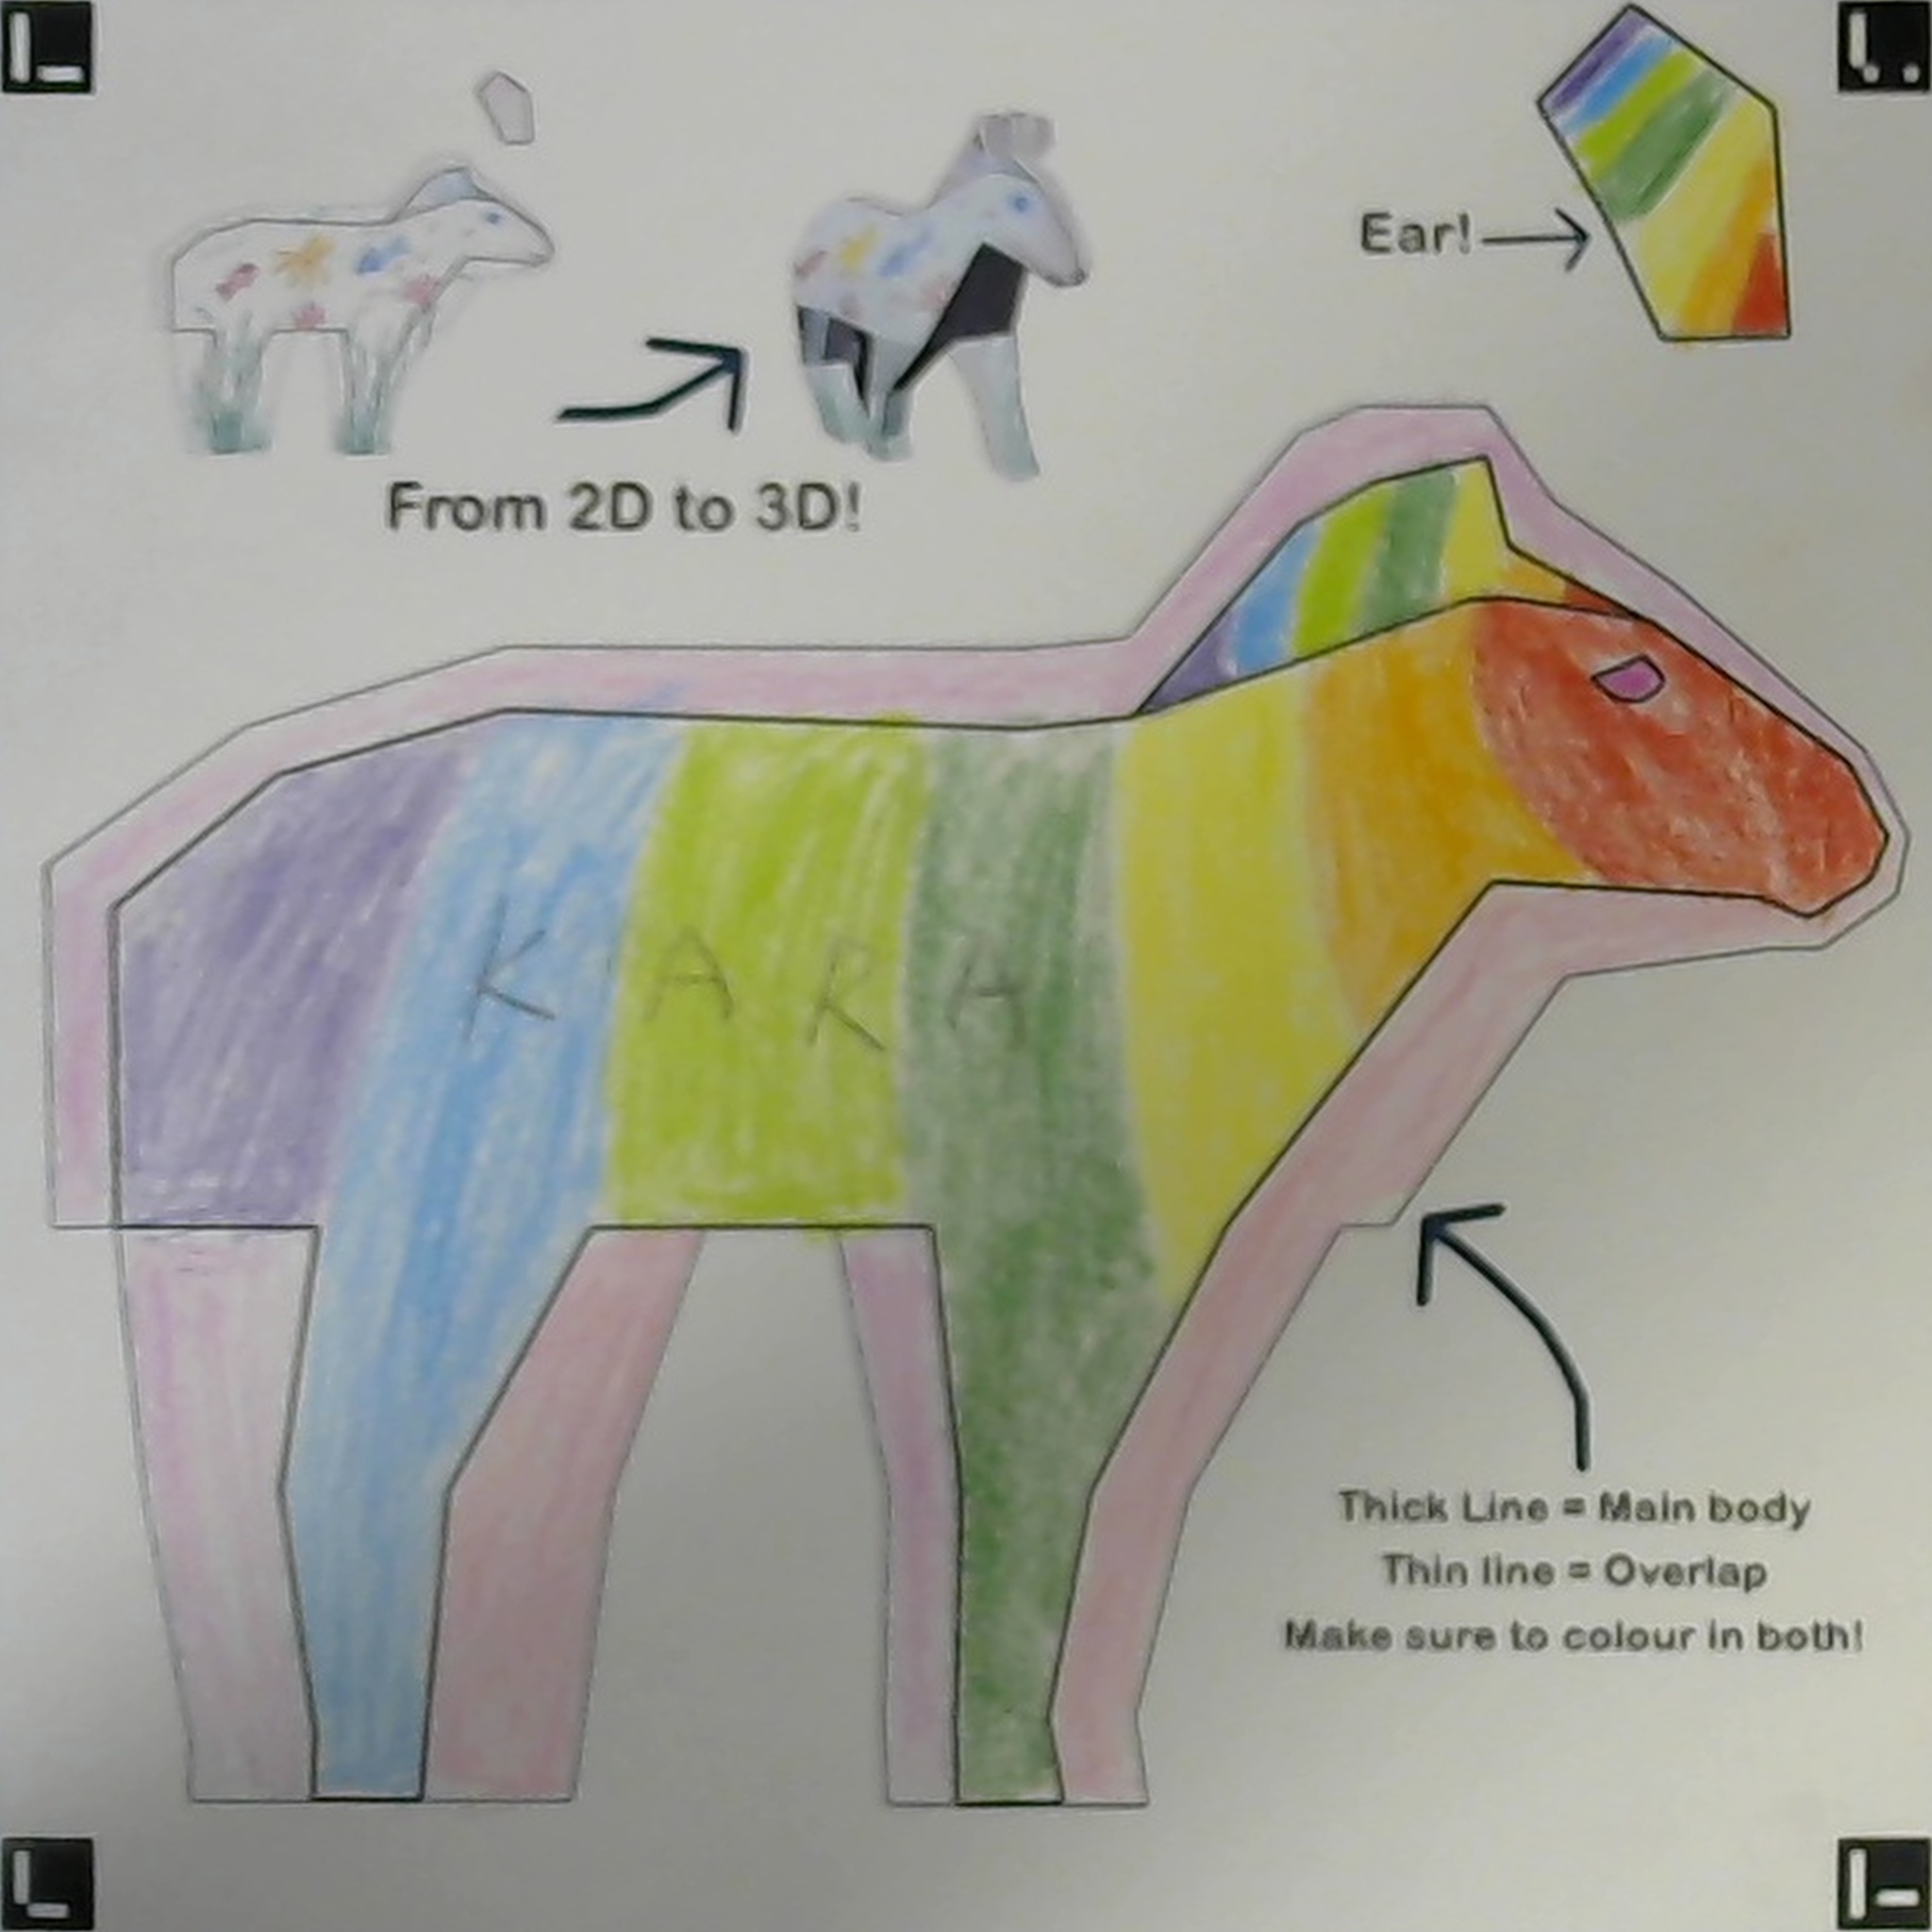 Ear!
From 2D to 3D!
KARA
Thick Line = Main body
Thin line = Overlap
Make sure to colour in both!